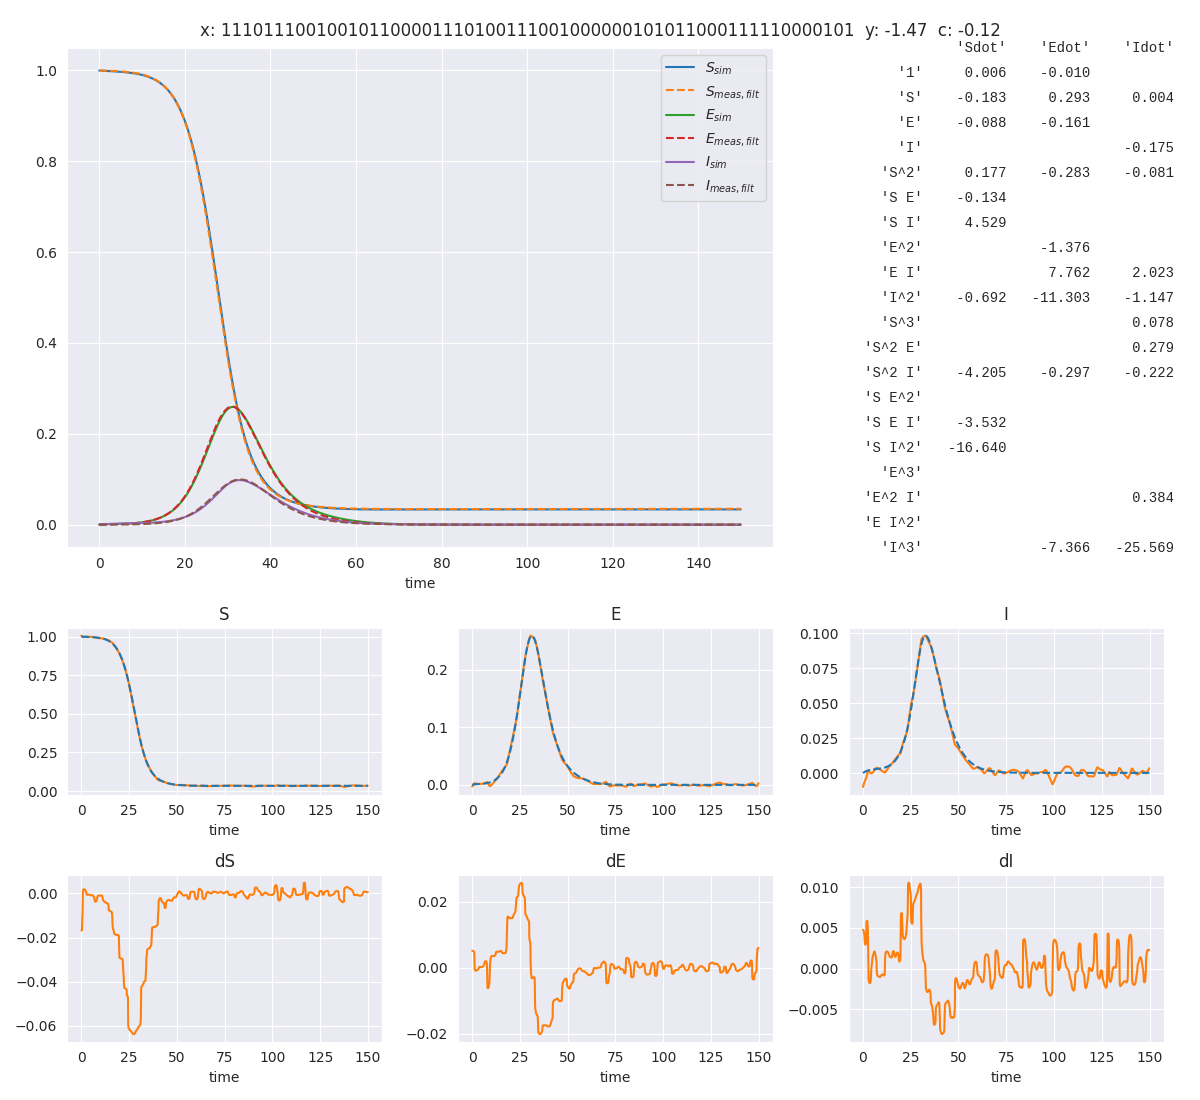 x: 111011100100101100001110100111001000000101011000111110000101 y: -1.47 c: -0.12
'Sdot' 'Edot' 'Idot'
'1' 0.006 -0.010
'S' -0.183 0.293 0.004
'E' -0.088 -0.161
'I' -0.175
'S^2' 0.177 -0.283 -0.081
'S E' -0.134
'S I' 4.529
'E^2' -1.376
'E I' 7.762 2.023
'I^2' -0.692 -11.303 -1.147
'S^3' 0.078
'S^2 E' 0.279
'S^2 I' -4.205 -0.297 -0.222
'S E^2'
'S E I' -3.532
'S I^2' -16.640
'E^3'
'E^2 I' 0.384
'E I^2'
'I^3' -7.366 -25.569
S_sim
S_meas,filt
E_sim
E_meas,filt
I_sim
I_meas,filt
1.0
0.8
0.6
0.4
0.2
0.0
0 20 40 60 80 100 120 140
time
S
1.00
0.75
0.50
0.25
0.00
0 25 50 75 100 125 150
time
E
0.2
0.1
0.0
0 25 50 75 100 125 150
time
I
0.100
0.075
0.050
0.025
0.000
0 25 50 75 100 125 150
time
dS
0.00
−0.02
−0.04
−0.06
0 25 50 75 100 125 150
time
dE
0.02
0.00
−0.02
0 25 50 75 100 125 150
time
dI
0.010
0.005
0.000
−0.005
0 25 50 75 100 125 150
time